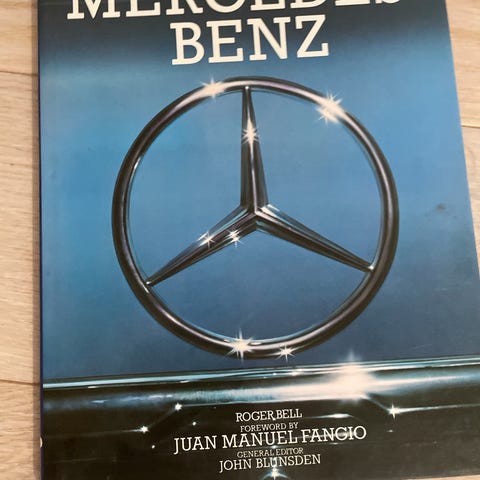 MERCEDES
BENZ
ROGER BELL
FOREWORD BY
JUAN MANUEL FANGIO
GENERAL EDITOR
JOHN BLUNSDEN